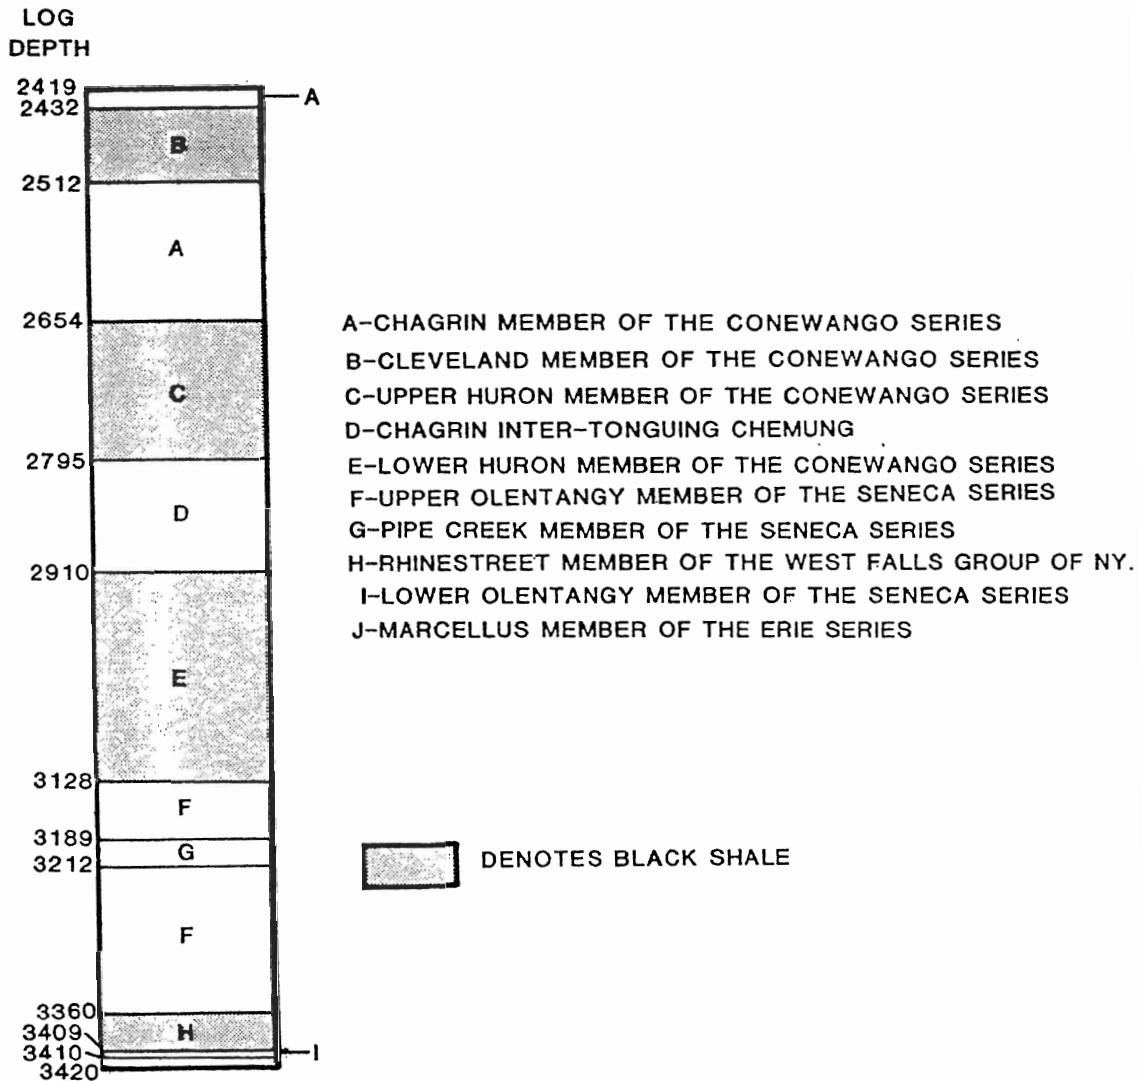 LOG
DEPTH
2419
A
2432
B
2512
A
2654
C
2795
D
2910
E
3128
F
3189
G
3212
F
3360
H
3409
3410
I
3420
A-CHAGRIN MEMBER OF THE CONEWANGO SERIES
B-CLEVELAND MEMBER OF THE CONEWANGO SERIES
C-UPPER HURON MEMBER OF THE CONEWANGO SERIES
D-CHAGRIN INTER-TONGUING CHEMUNG
E-LOWER HURON MEMBER OF THE CONEWANGO SERIES
F-UPPER OLENTANGY MEMBER OF THE SENECA SERIES
G-PIPE CREEK MEMBER OF THE SENECA SERIES
H-RHINESTREET MEMBER OF THE WEST FALLS GROUP OF NY.
I-LOWER OLENTANGY MEMBER OF THE SENECA SERIES
J-MARCELLUS MEMBER OF THE ERIE SERIES
DENOTES BLACK SHALE